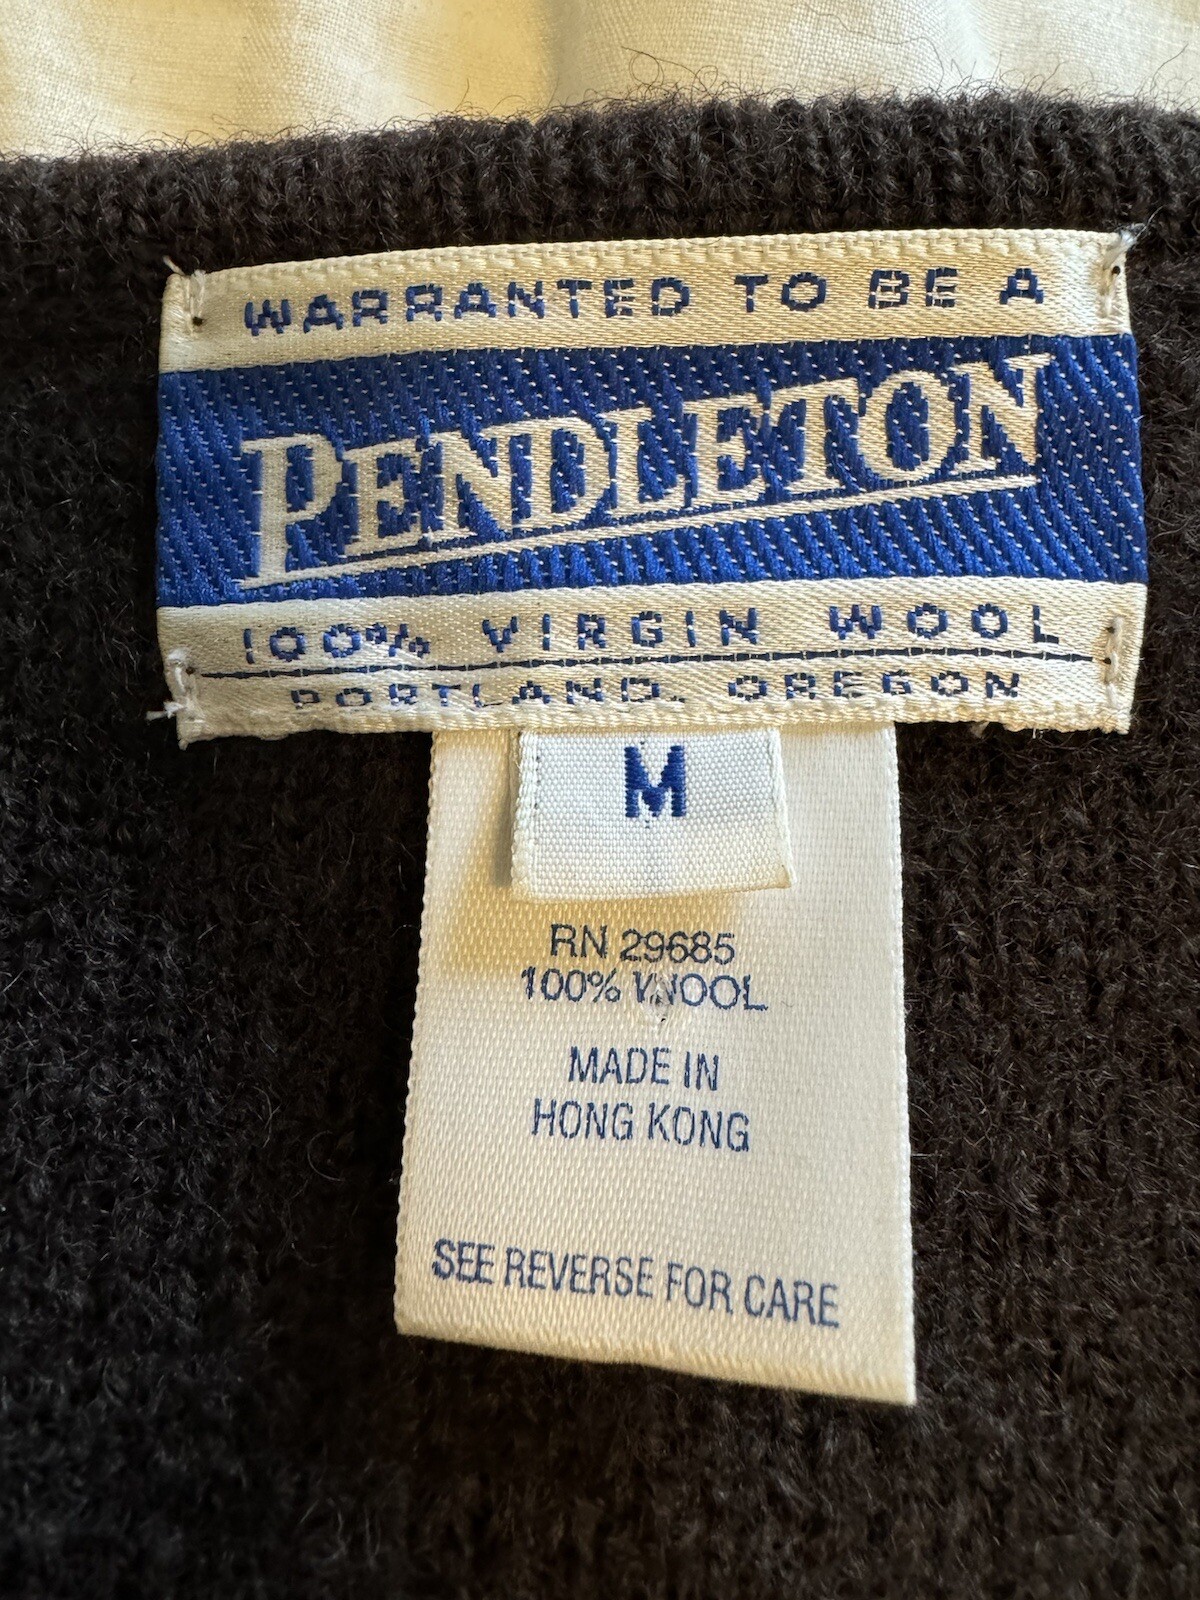 WARRANTED TO BE A
PENDLETON
100% VIRGIN WOOL
PORTLAND, OREGON
M
RN 29685
100% WOOL
MADE IN
HONG KONG
SEE REVERSE FOR CARE